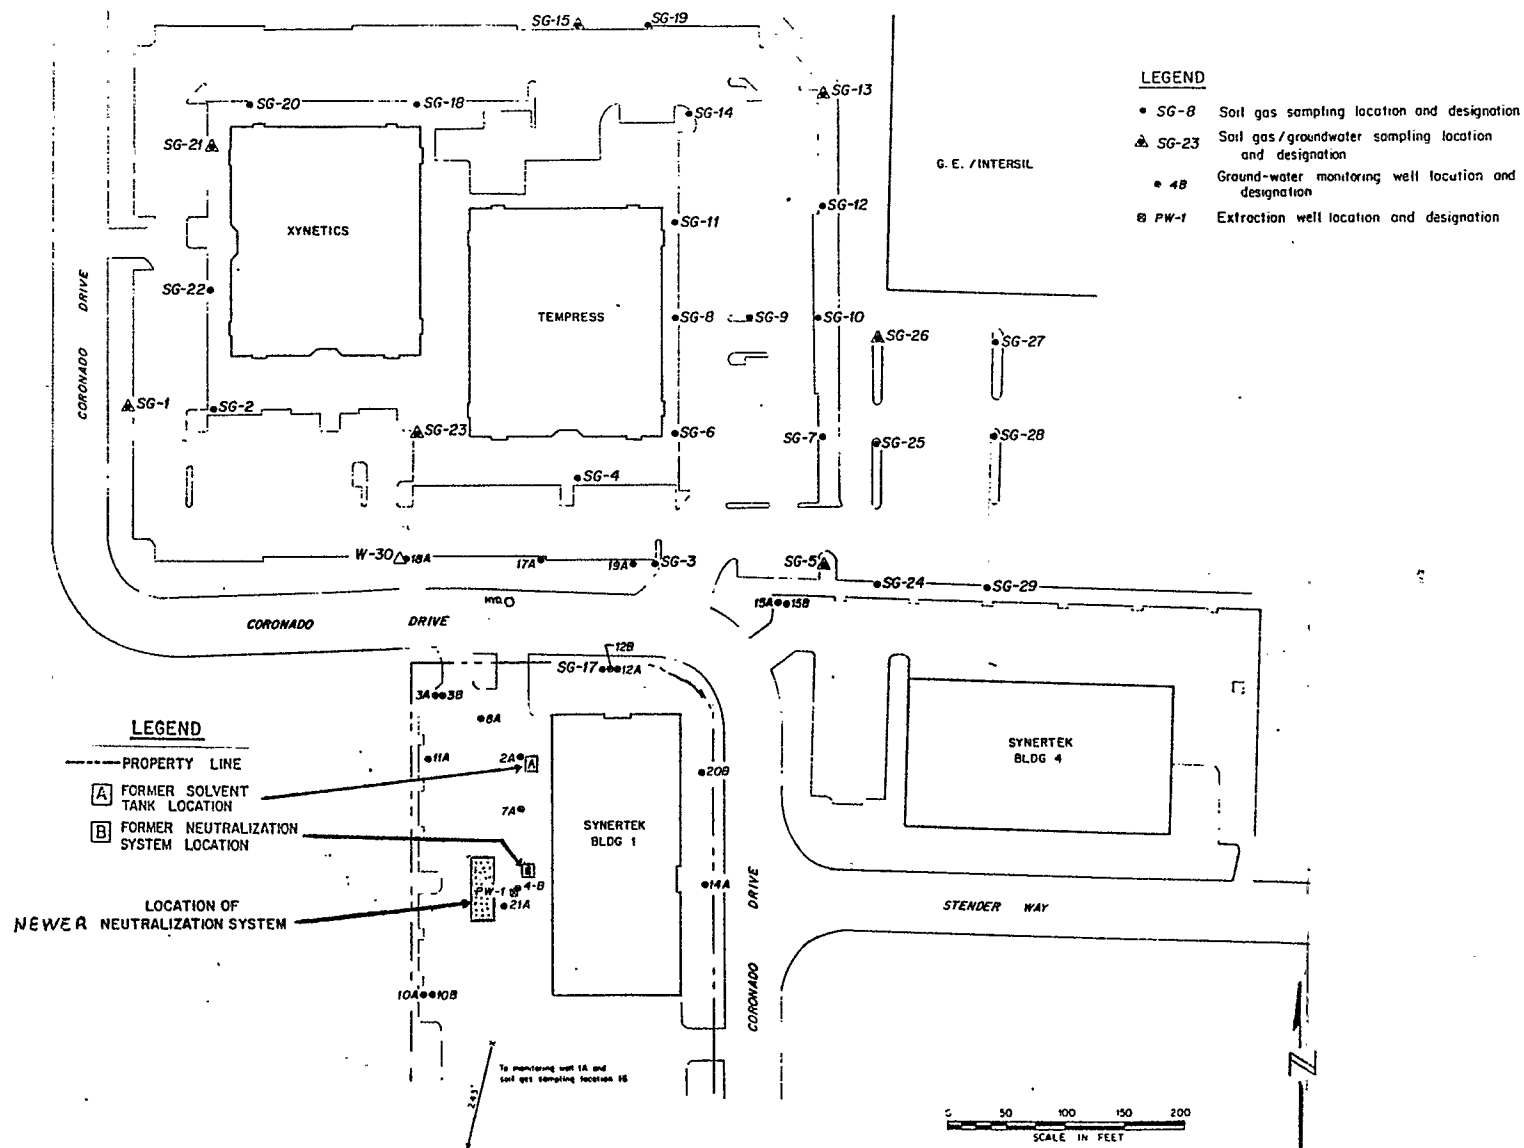 SG-15
SG-19
SG-20
SG-18
SG-13
SG-14
SG-21
XYNETICS
G.E./INTERSIL
SG-12
SG-11
CORONADO DRIVE
SG-22
TEMPRESS
SG-8
SG-9
SG-10
SG-26
SG-27
SG-1
SG-2
SG-23
SG-6
SG-7
SG-25
SG-28
SG-4
W-30
18A
17A
19A
SG-3
SG-5
SG-24
SG-29
HYD.
15A
15B
CORONADO DRIVE
12B
SG-17
12A
3A
3B
8A
11A
2A
A
20B
7A
SYNERTEK
BLDG 1
SYNERTEK
BLDG 4
B
4-B
PW-1
21A
14A
CORONADO DRIVE
STENDER WAY
10A
10B
To monitoring well 1A and
soil gas sampling location 16
243'
LEGEND
SG-8 Soil gas sampling location and designation
SG-23 Soil gas/groundwater sampling location
and designation
4B Ground-water monitoring well location and
designation
PW-1 Extraction well location and designation
LEGEND
PROPERTY LINE
A FORMER SOLVENT
TANK LOCATION
B FORMER NEUTRALIZATION
SYSTEM LOCATION
LOCATION OF
NEWER NEUTRALIZATION SYSTEM
Z
0 50 100 150 200
SCALE IN FEET